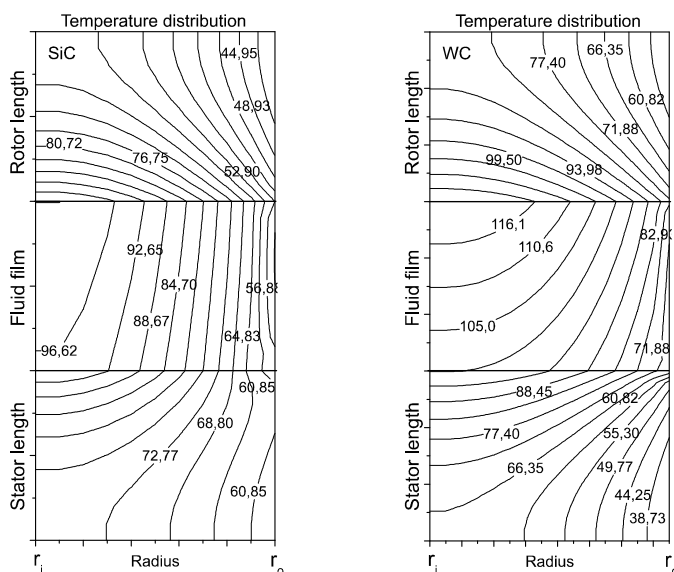 Temperature distribution
SiC
44,95
48,93
80,72
76,75
52,90
Rotor length
92,65
84,70
56,8
88,67
64,83
96,62
Fluid film
60,85
68,80
72,77
60,85
Stator length
r i
Radius
r o
Temperature distribution
WC
66,35
77,40
60,82
71,88
99,50
93,98
Rotor length
116,1
82,9
110,6
105,0
71,88
Fluid film
88,45
60,82
77,40
55,30
66,35
49,77
44,25
38,73
Stator length
r i
Radius
r